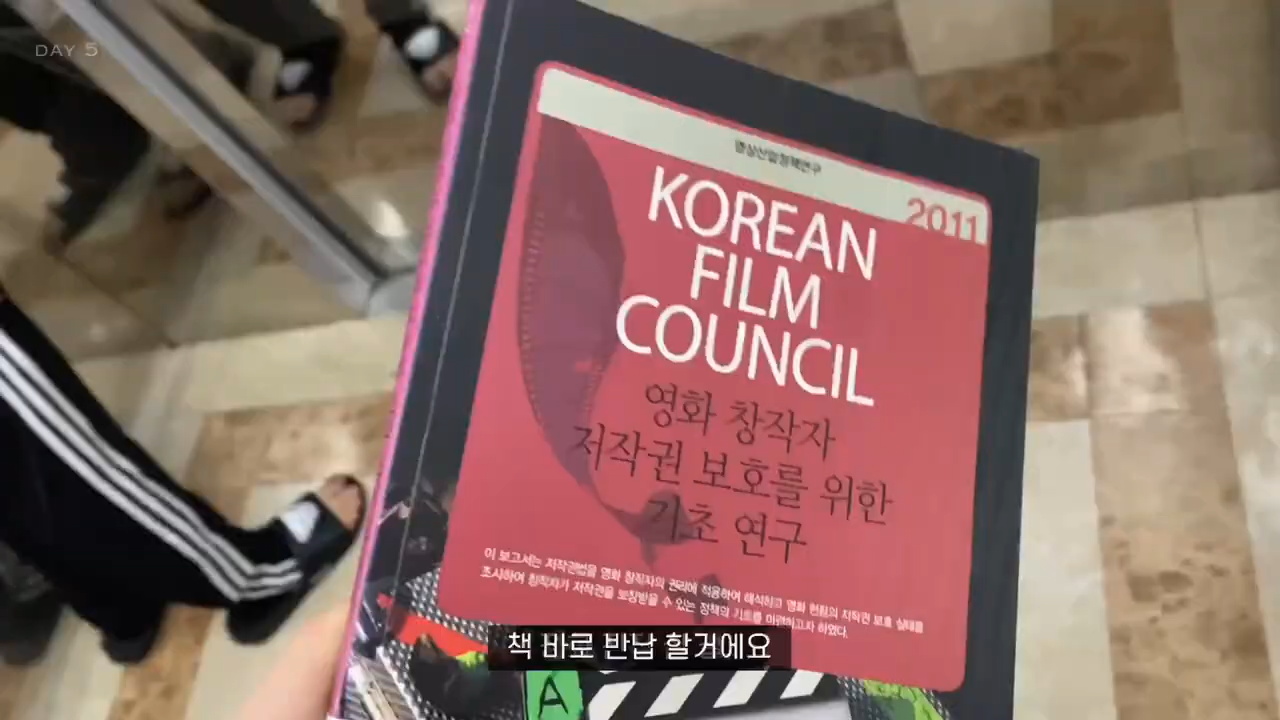 DAY 5
영상산업정책연구
2011
KOREAN
FILM
COUNCIL
영화 창작자
저작권 보호를 위한
기초 연구
이 보고서는 저작권법을 영화 창작자의 권리에 적용하여 해석하고 영화 현장의 저작권 보호 실태를
조사하여 창작자가 저작권을 보장받을 수 있는 정책의 기초를 마련하고자 하였다.
책 바로 반납 할거에요
A